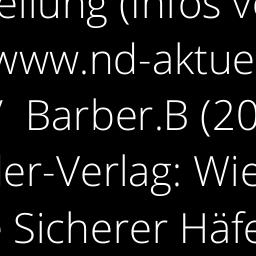 ellung (Infos v
www.nd-aktue
/ Barber.B (20
ler-Verlag: Wie
e Sicherer Häfe